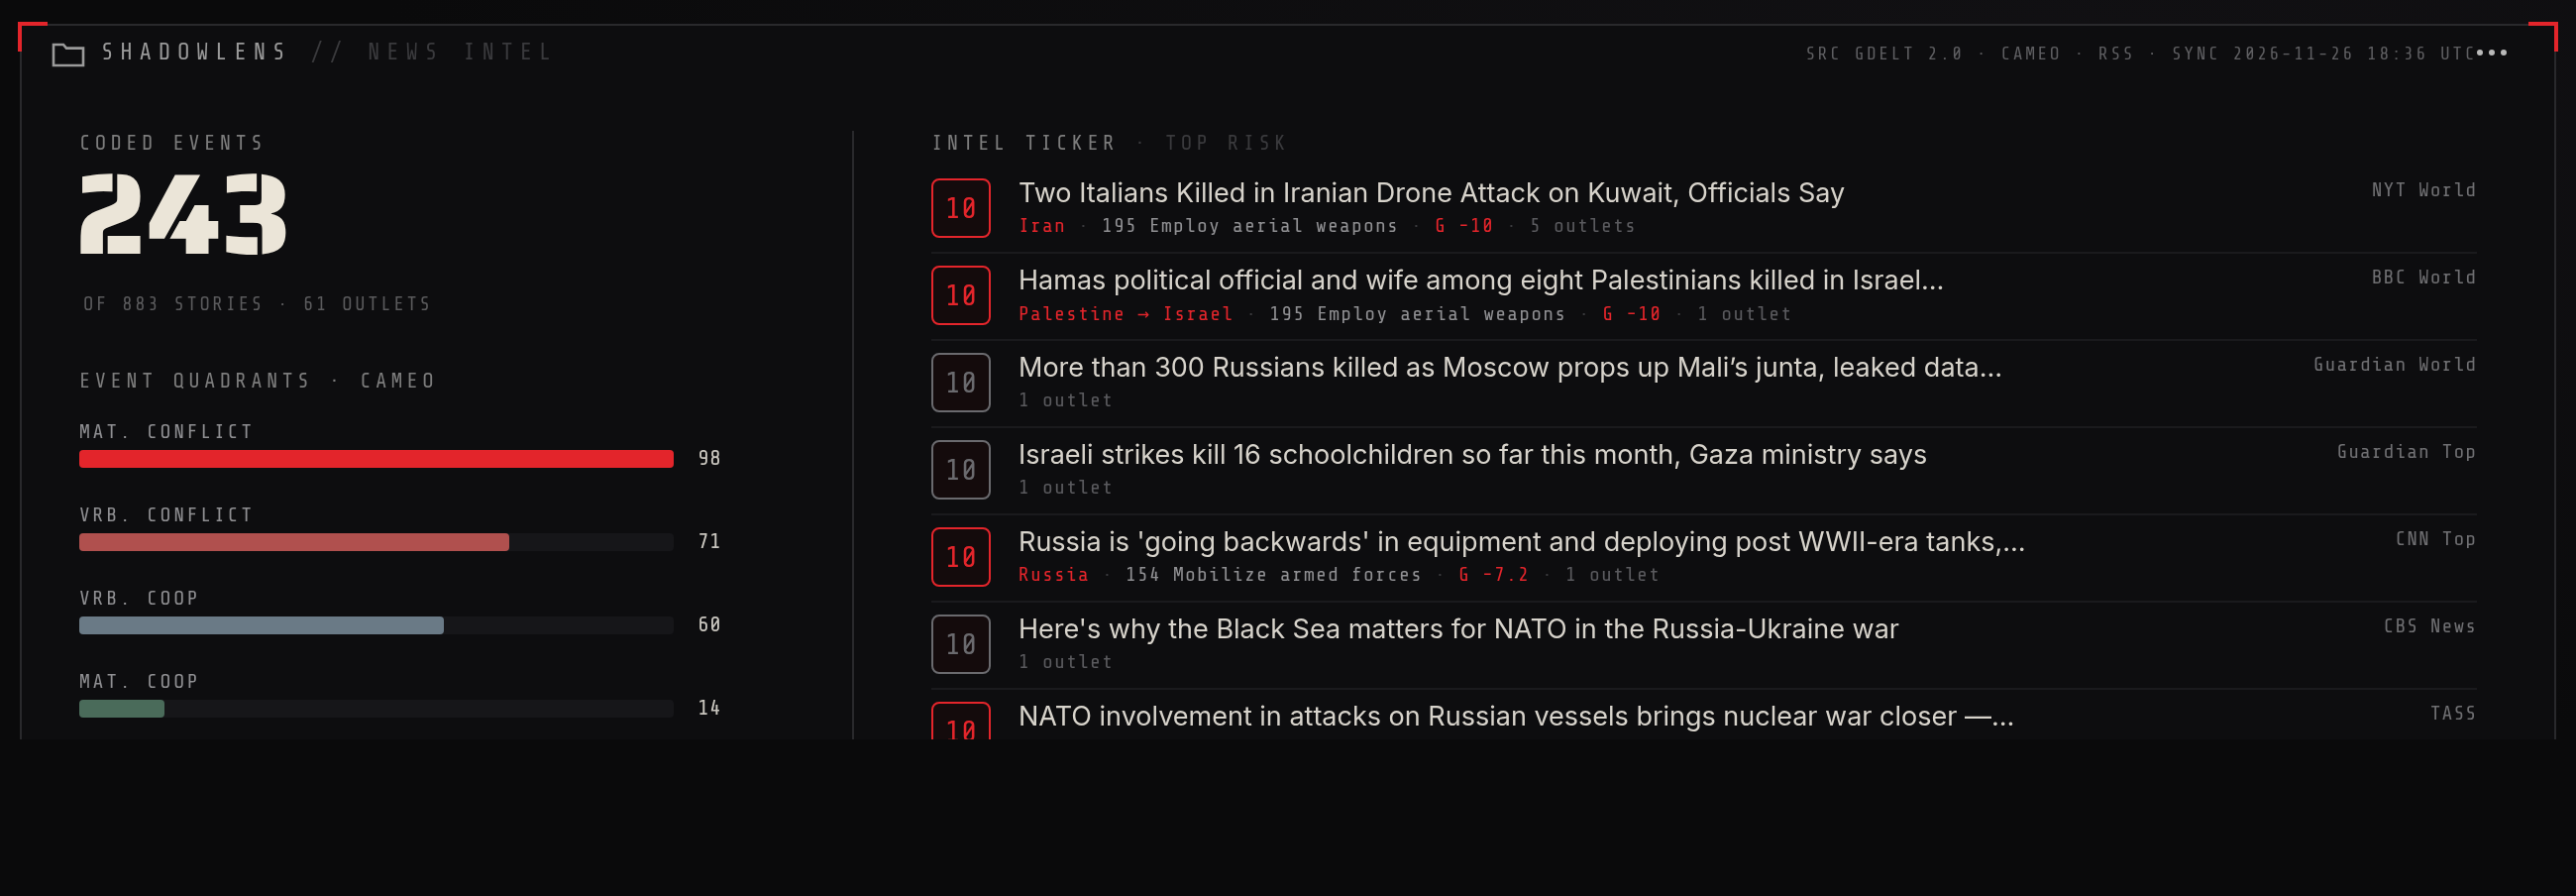 SHADOWLENS // NEWS INTEL
SRC GDELT 2.0 · CAMEO · RSS · SYNC 2026-11-26 18:36 UTC
CODED EVENTS
243
OF 883 STORIES · 61 OUTLETS
EVENT QUADRANTS · CAMEO
MAT. CONFLICT
98
VRB. CONFLICT
71
VRB. COOP
60
MAT. COOP
14
INTEL TICKER · TOP RISK
10
Two Italians Killed in Iranian Drone Attack on Kuwait, Officials Say
NYT World
Iran · 195 Employ aerial weapons · G -10 · 5 outlets
10
Hamas political official and wife among eight Palestinians killed in Israel...
BBC World
Palestine → Israel · 195 Employ aerial weapons · G -10 · 1 outlet
10
More than 300 Russians killed as Moscow props up Mali’s junta, leaked data...
Guardian World
1 outlet
10
Israeli strikes kill 16 schoolchildren so far this month, Gaza ministry says
Guardian Top
1 outlet
10
Russia is 'going backwards' in equipment and deploying post WWII-era tanks,...
CNN Top
Russia · 154 Mobilize armed forces · G -7.2 · 1 outlet
10
Here's why the Black Sea matters for NATO in the Russia-Ukraine war
CBS News
1 outlet
10
NATO involvement in attacks on Russian vessels brings nuclear war closer —...
TASS